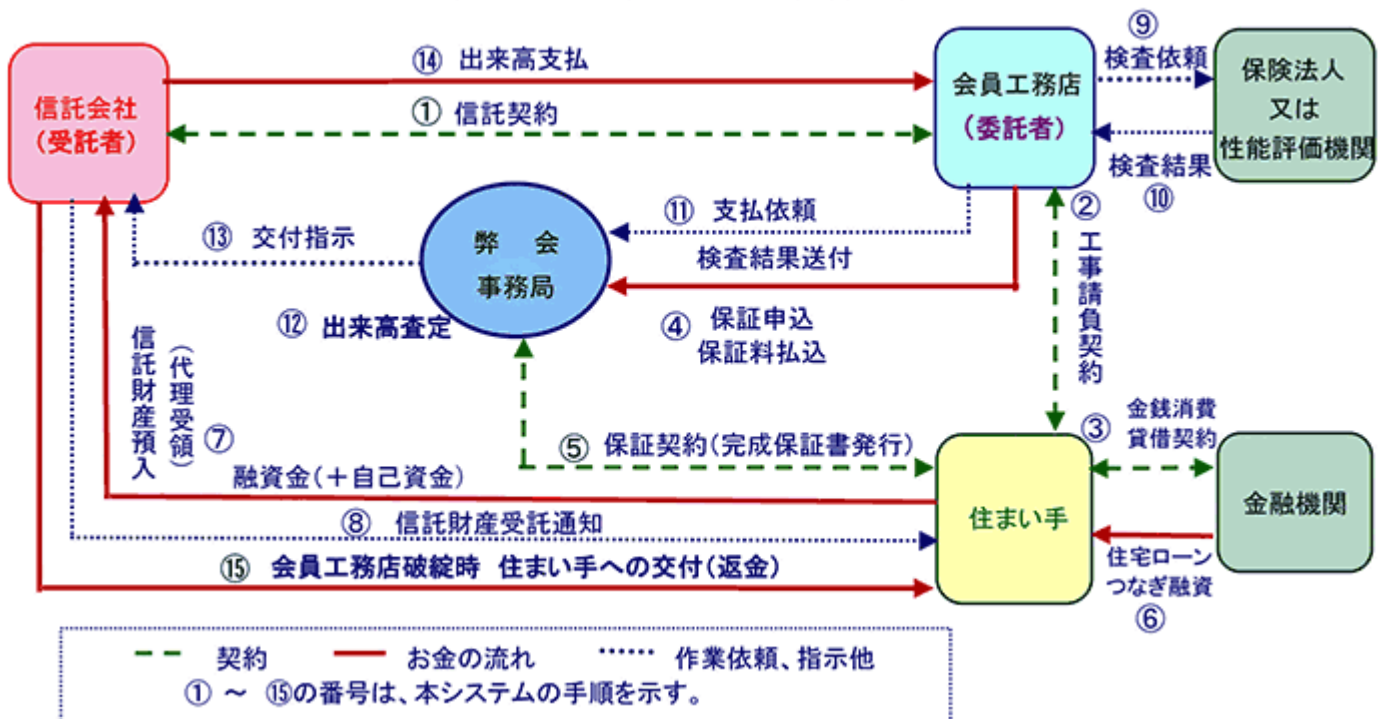 ⑭ 出来高支払
① 信託契約
信託会社
(受託者)
会員工務店
(委託者)
⑨
検査依頼
保険法人
又は
性能評価機関
検査結果
⑩
⑪ 支払依頼
検査結果送付
⑬ 交付指示
弊 会
事務局
⑫ 出来高査定
④ 保証申込
保証料払込
②
工事請負契約
(代理受領)
信託財産預入
⑦
⑤ 保証契約(完成保証書発行)
③ 金銭消費
貸借契約
融資金(+自己資金)
⑧ 信託財産受託通知
住まい手
金融機関
⑮ 会員工務店破綻時 住まい手への交付(返金)
住宅ローン
つなぎ融資
⑥
契約 お金の流れ 作業依頼、指示他
① ~ ⑮の番号は、本システムの手順を示す。